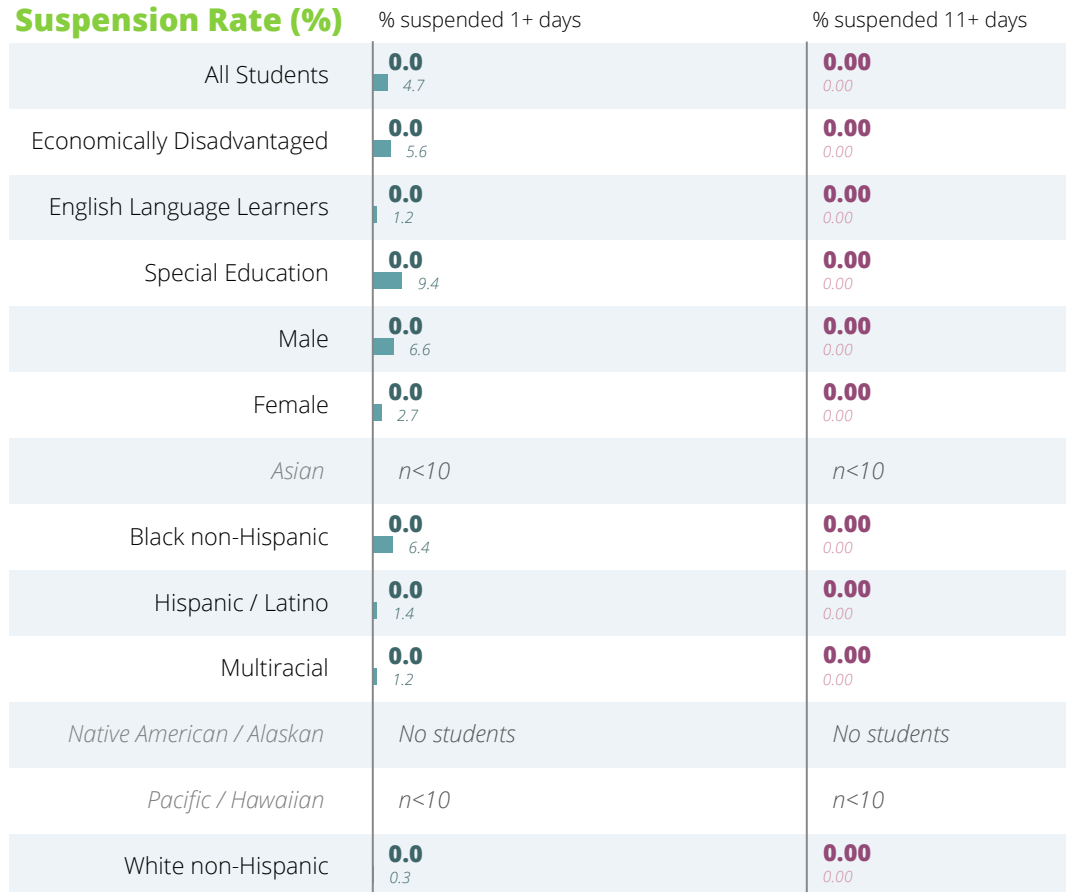 Suspension Rate (%) % suspended 1+ days % suspended 11+ days
All Students 0.0 0.00
4.7 0.00
Economically Disadvantaged 0.0 0.00
5.6 0.00
English Language Learners 0.0 0.00
1.2 0.00
Special Education 0.0 0.00
9.4 0.00
Male 0.0 0.00
6.6 0.00
Female 0.0 0.00
2.7 0.00
Asian n<10 n<10
Black non-Hispanic 0.0 0.00
6.4 0.00
Hispanic / Latino 0.0 0.00
1.4 0.00
Multiracial 0.0 0.00
1.2 0.00
Native American / Alaskan No students No students
Pacific / Hawaiian n<10 n<10
White non-Hispanic 0.0 0.00
0.3 0.00